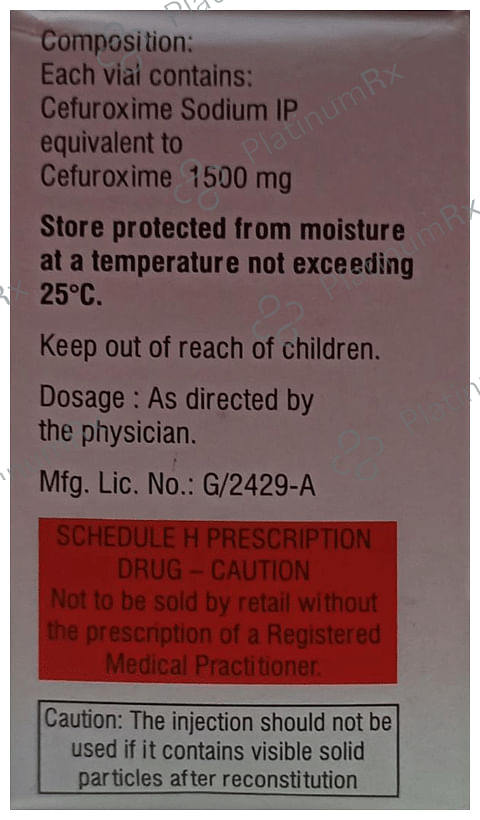 Composition:
Each vial contains:
Cefuroxime Sodium IP
equivalent to
Cefuroxime 1500 mg
Store protected from moisture
at a temperature not exceeding
25°C.
Keep out of reach of children.
Dosage : As directed by
the physician.
Mfg. Lic. No.: G/2429-A
SCHEDULE H PRESCRIPTION
DRUG – CAUTION
Not to be sold by retail without
the prescription of a Registered
Medical Practitioner.
Caution: The injection should not be
used if it contains visible solid
particles after reconstitution
PlatinumRx
PlatinumRx
PlatinumRx